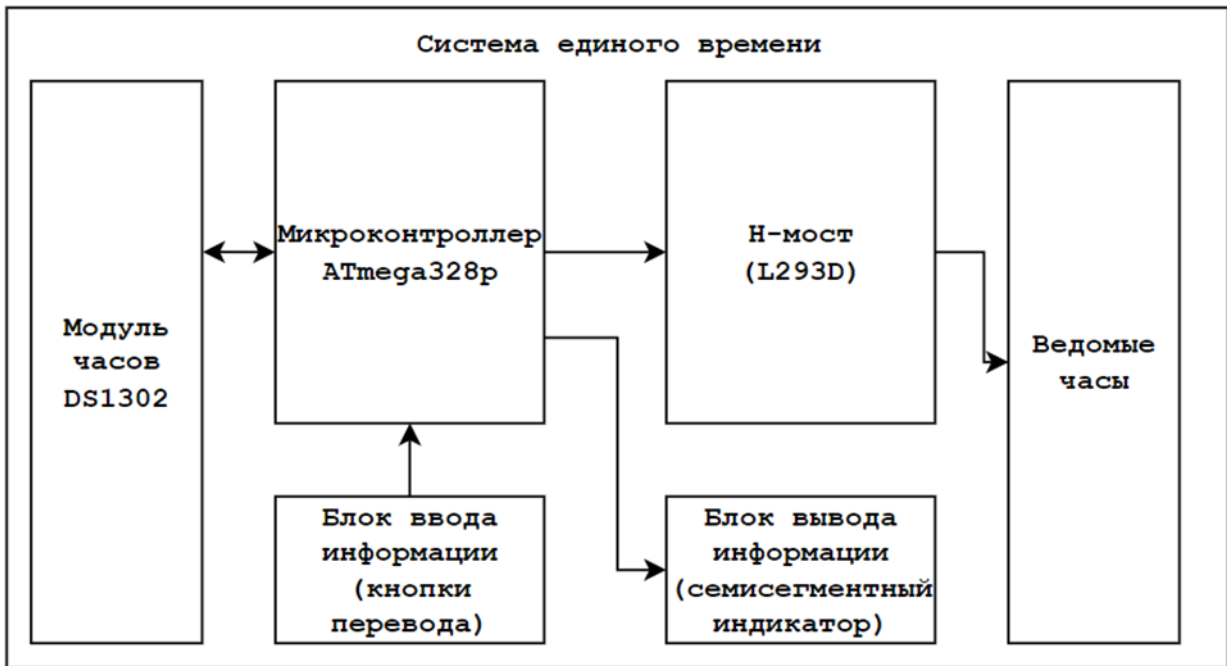 Система единого времени
Модуль
часов
DS1302
Микроконтроллер
ATmega328p
Н-мост
(L293D)
Ведомые
часы
Блок ввода
информации
(кнопки
перевода)
Блок вывода
информации
(семисегментный
индикатор)